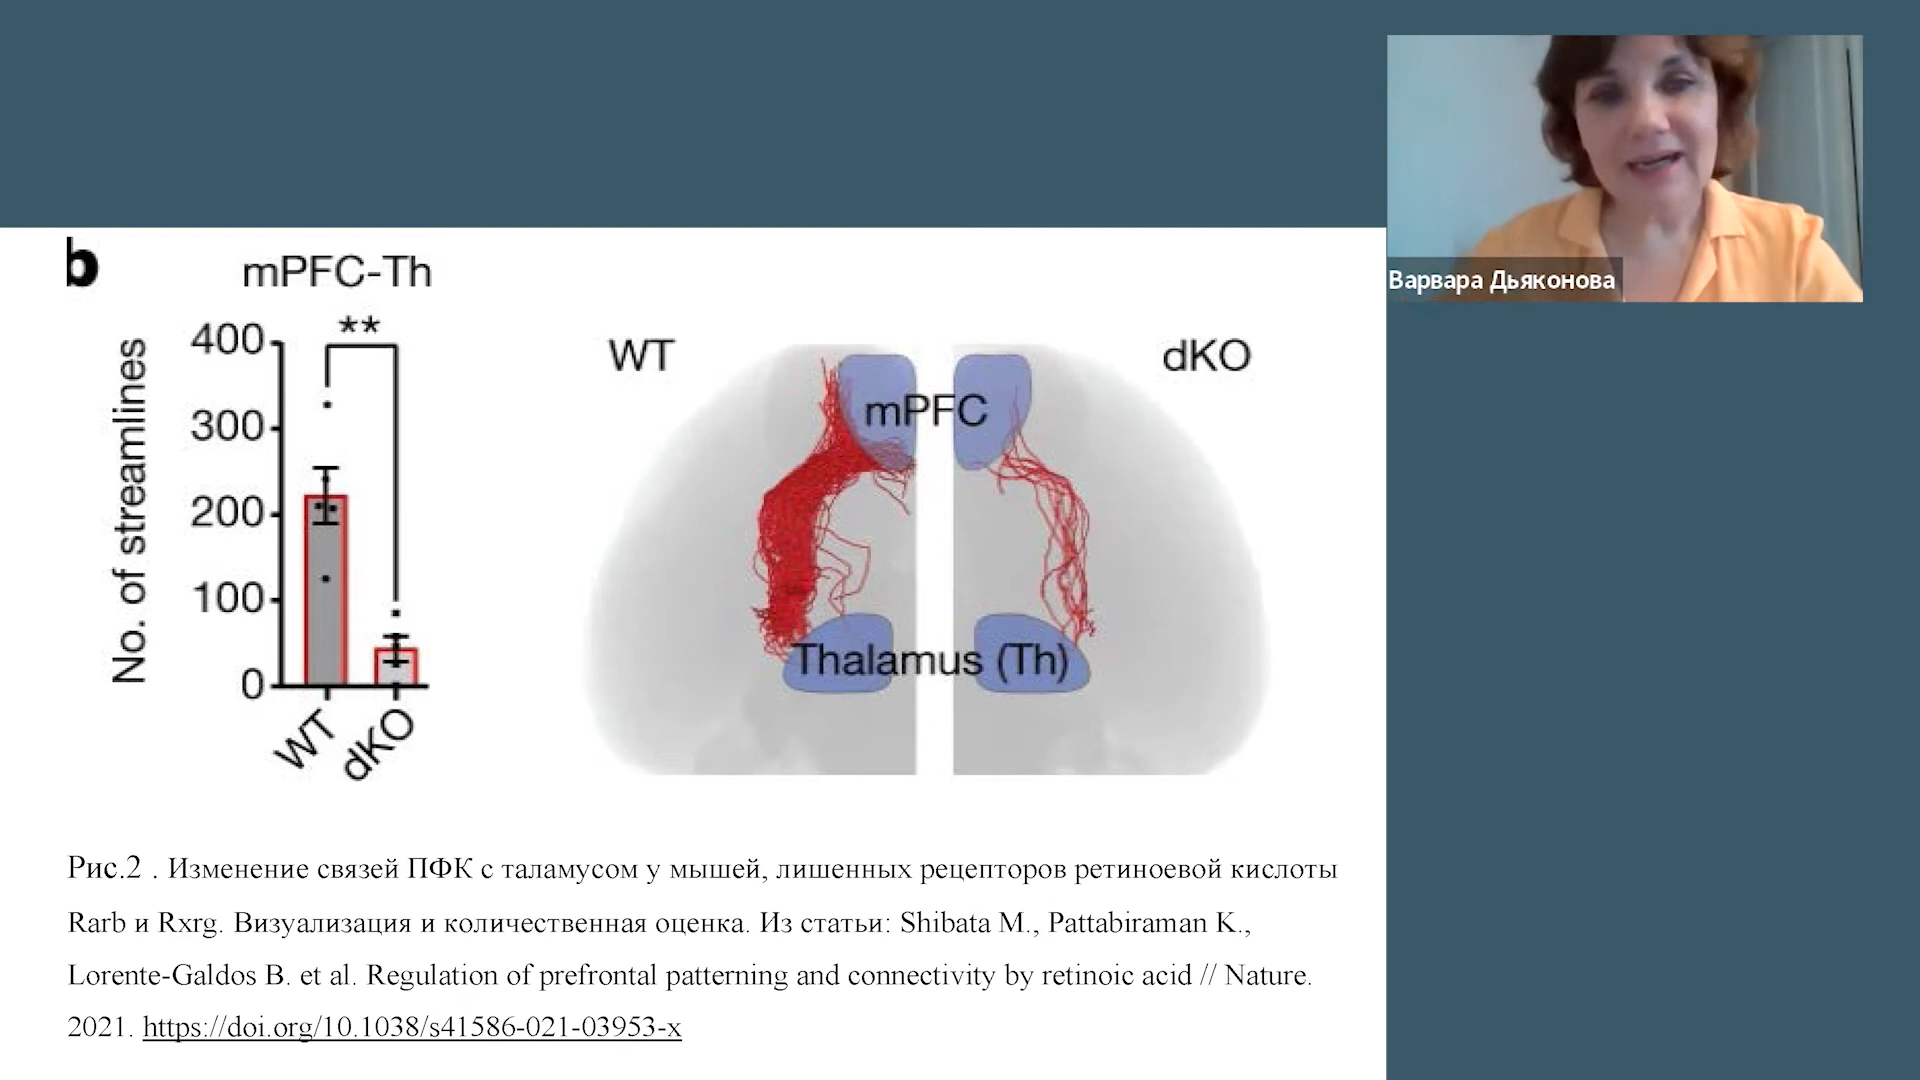 b
mPFC-Th
**
No. of streamlines
400
300
200
100
0
WT
dKO
WT
dKO
mPFC
Thalamus (Th)
Варвара Дьяконова
Рис.2 . Изменение связей ПФК с таламусом у мышей, лишенных рецепторов ретиноевой кислоты
Rarb и Rxrg. Визуализация и количественная оценка. Из статьи: Shibata M., Pattabiraman K.,
Lorente-Galdos B. et al. Regulation of prefrontal patterning and connectivity by retinoic acid // Nature.
2021. https://doi.org/10.1038/s41586-021-03953-x